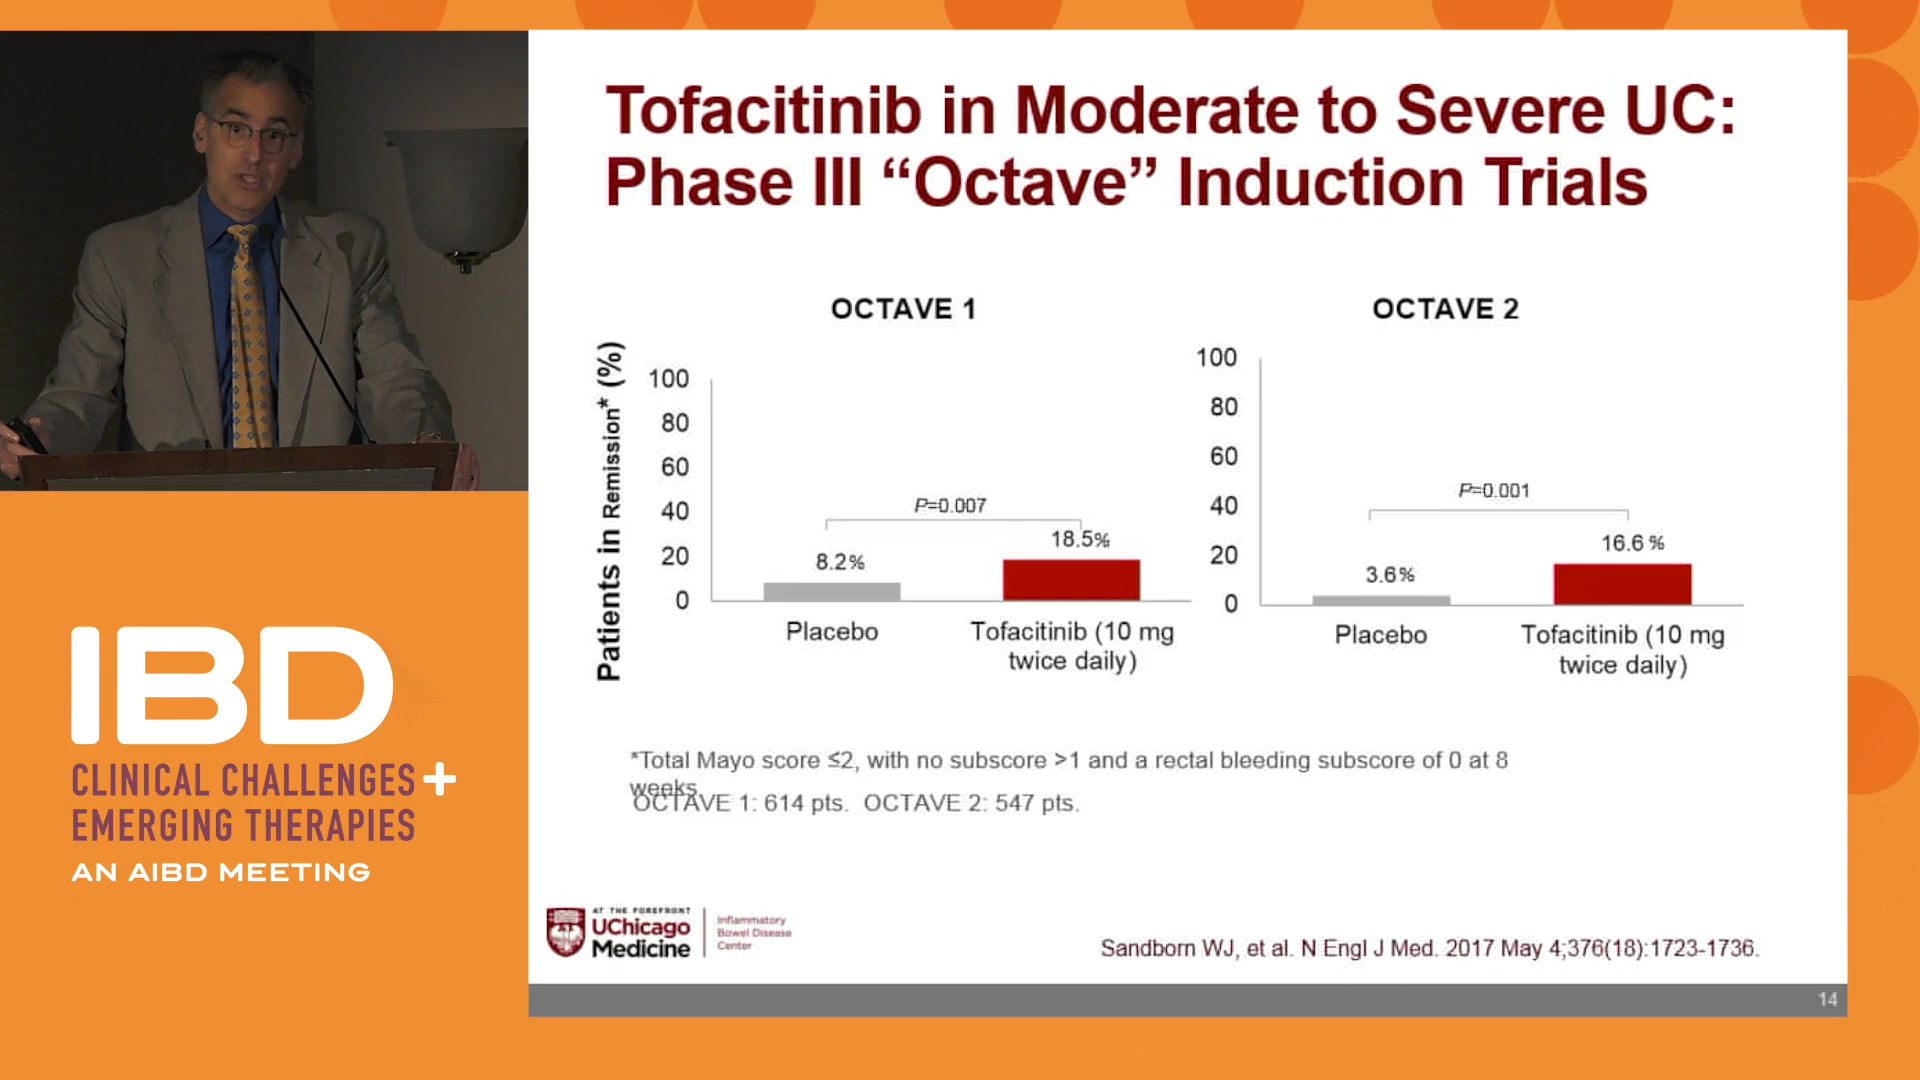 Tofacitinib in Moderate to Severe UC:
Phase III “Octave” Induction Trials
OCTAVE 1
Patients in Remission* (%)
100
80
60
40
20
0
P=0.007
8.2%
18.5%
Placebo
Tofacitinib (10 mg
twice daily)
OCTAVE 2
100
80
60
40
20
0
P=0.001
3.6%
16.6 %
Placebo
Tofacitinib (10 mg
twice daily)
*Total Mayo score ≤2, with no subscore >1 and a rectal bleeding subscore of 0 at 8
weeks
OCTAVE 1: 614 pts. OCTAVE 2: 547 pts.
AT THE FOREFRONT
UChicago
Medicine
Inflammatory
Bowel Disease
Center
Sandborn WJ, et al. N Engl J Med. 2017 May 4;376(18):1723-1736.
14
IBD
CLINICAL CHALLENGES +
EMERGING THERAPIES
AN AIBD MEETING